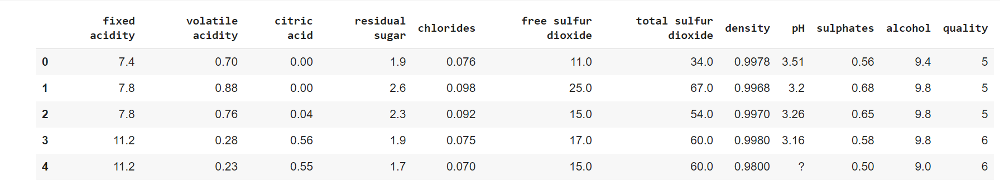 fixed acidity volatile acidity citric acid residual sugar chlorides free sulfur dioxide total sulfur dioxide density pH sulphates alcohol quality
0 7.4 0.70 0.00 1.9 0.076 11.0 34.0 0.9978 3.51 0.56 9.4 5
1 7.8 0.88 0.00 2.6 0.098 25.0 67.0 0.9968 3.2 0.68 9.8 5
2 7.8 0.76 0.04 2.3 0.092 15.0 54.0 0.9970 3.26 0.65 9.8 5
3 11.2 0.28 0.56 1.9 0.075 17.0 60.0 0.9980 3.16 0.58 9.8 6
4 11.2 0.23 0.55 1.7 0.070 15.0 60.0 0.9800 ? 0.50 9.0 6